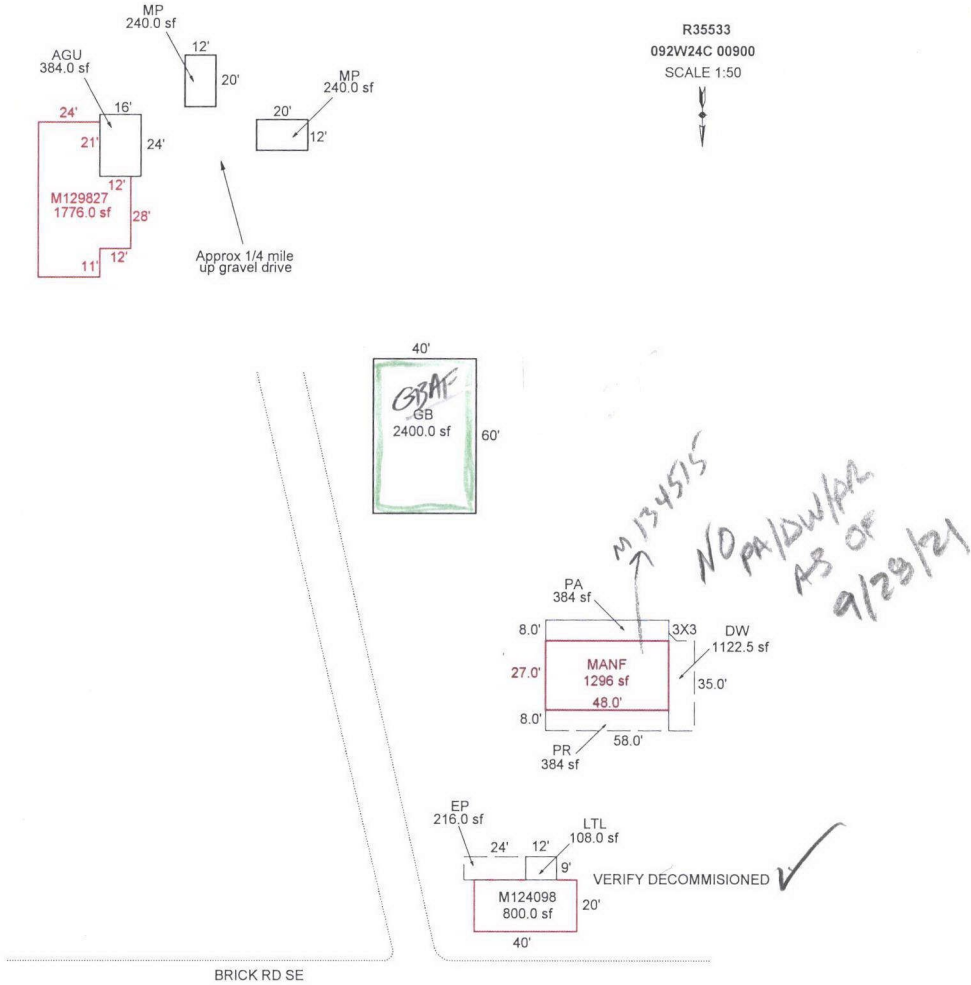 R35533
092W24C 00900
SCALE 1:50
MP
240.0 sf
12'
20'
MP
240.0 sf
20'
12'
AGU
384.0 sf
16'
24'
24'
21'
12'
M129827
1776.0 sf
28'
12'
11'
Approx 1/4 mile
up gravel drive
40'
GBAF
GB
2400.0 sf
60'
M134515
NO PA/DW/PR
AS OF
9/28/21
PA
384 sf
8.0'
3X3
DW
1122.5 sf
27.0'
MANF
1296 sf
48.0'
35.0'
8.0'
58.0'
PR
384 sf
EP
216.0 sf
24'
LTL
108.0 sf
12'
9'
VERIFY DECOMMISIONED
M124098
800.0 sf
20'
40'
BRICK RD SE